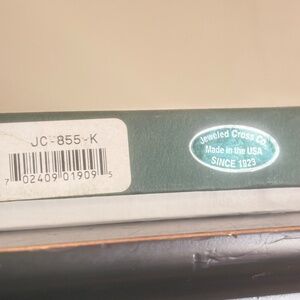 JC-855-K
7 02409 01909 5
Jeweled Cross Co.
Made in the USA
SINCE 1923